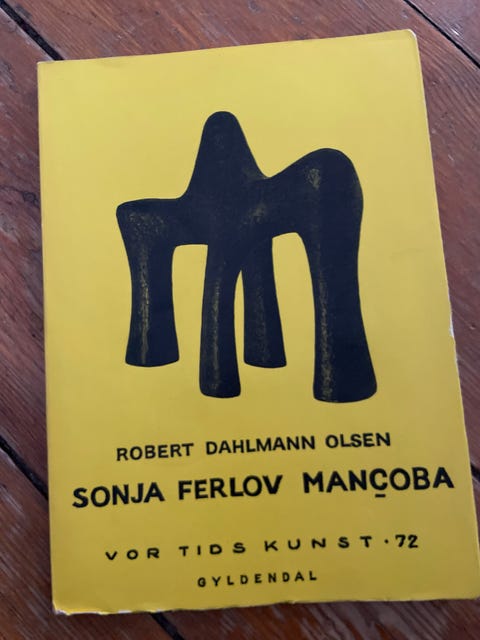 ROBERT DAHLMANN OLSEN
SONJA FERLOV MANÇOBA
VOR TIDS KUNST · 72
GYLDENDAL